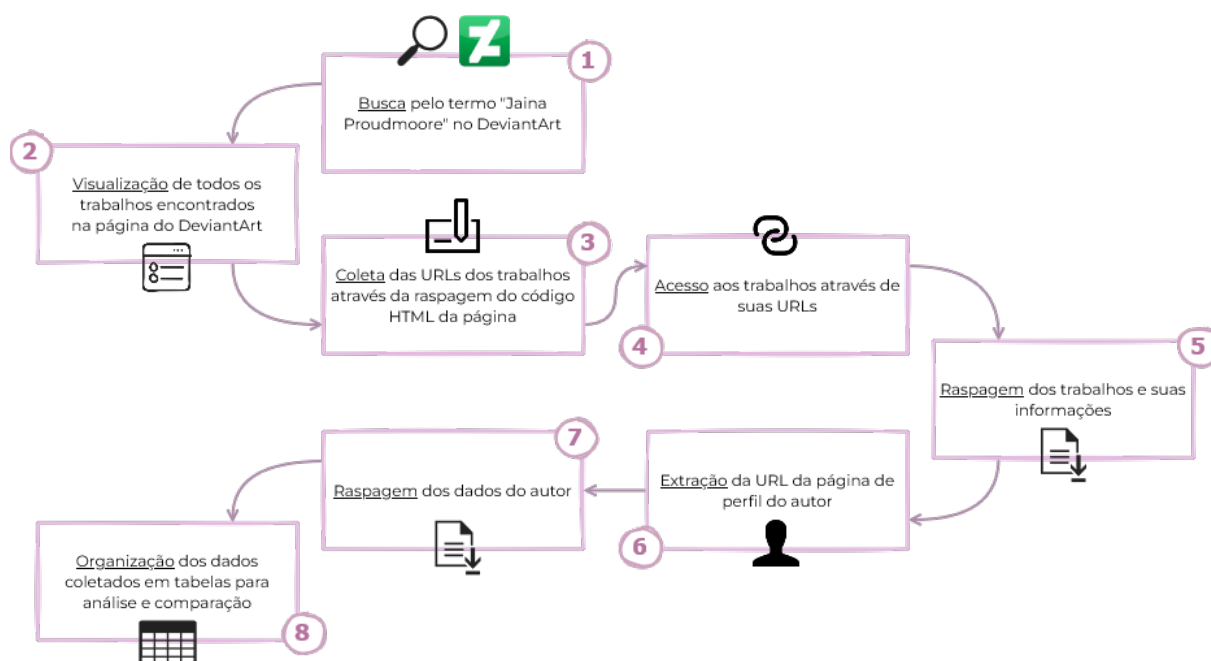 1
Busca pelo termo "Jaina
Proudmoore" no DeviantArt
2
Visualização de todos os
trabalhos encontrados
na página do DeviantArt
3
Coleta das URLs dos trabalhos
através da raspagem do código
HTML da página
4
Acesso aos trabalhos através de
suas URLs
5
Raspagem dos trabalhos e suas
informações
6
Extração da URL da página de
perfil do autor
7
Raspagem dos dados do autor
8
Organização dos dados
coletados em tabelas para
análise e comparação